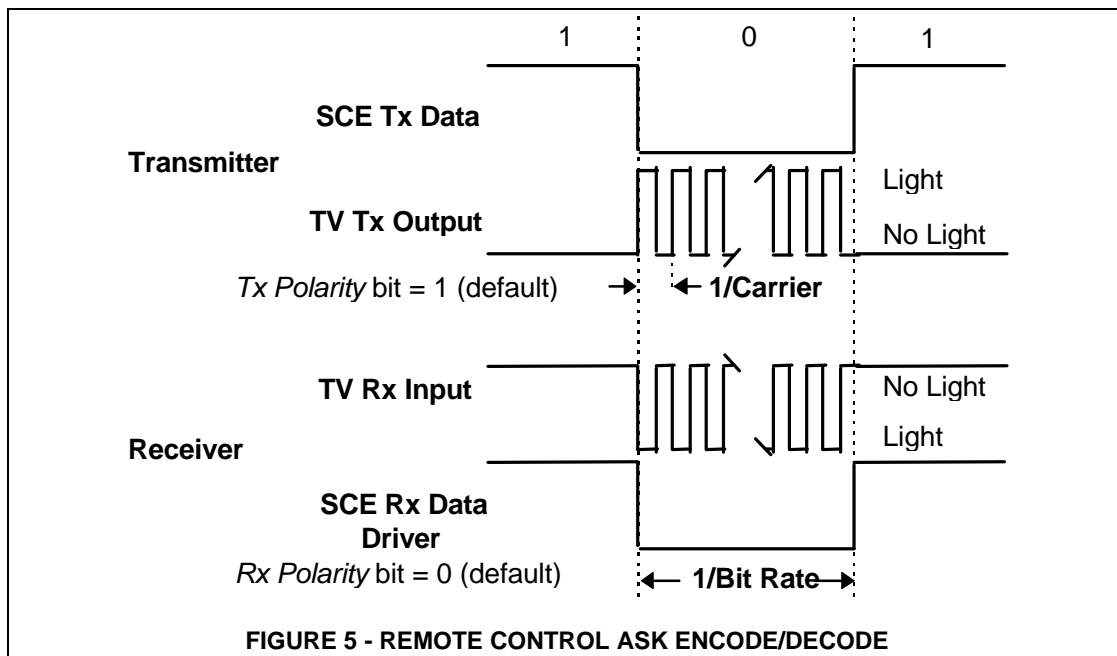 1 0 1
SCE Tx Data
Transmitter
Light
TV Tx Output
No Light
Tx Polarity bit = 1 (default)
1/Carrier
TV Rx Input
No Light
Light
Receiver
SCE Rx Data
Driver
Rx Polarity bit = 0 (default)
1/Bit Rate
FIGURE 5 - REMOTE CONTROL ASK ENCODE/DECODE